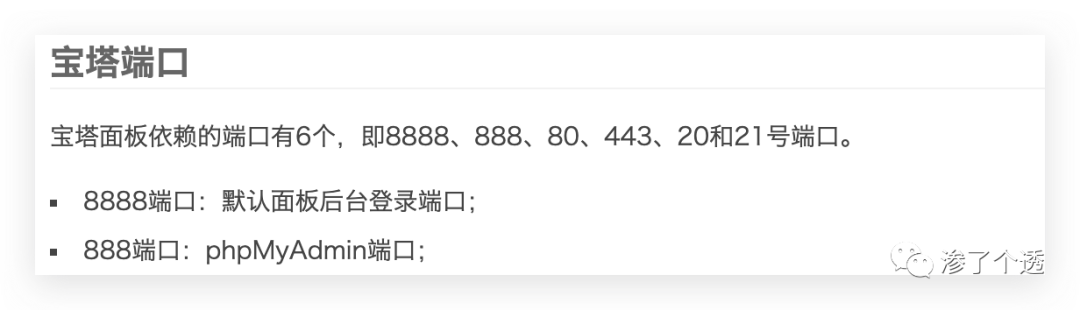 宝塔端口
宝塔面板依赖的端口有6个，即8888、888、80、443、20和21号端口。
▪ 8888端口：默认面板后台登录端口；
▪ 888端口：phpMyAdmin端口；
渗了个透